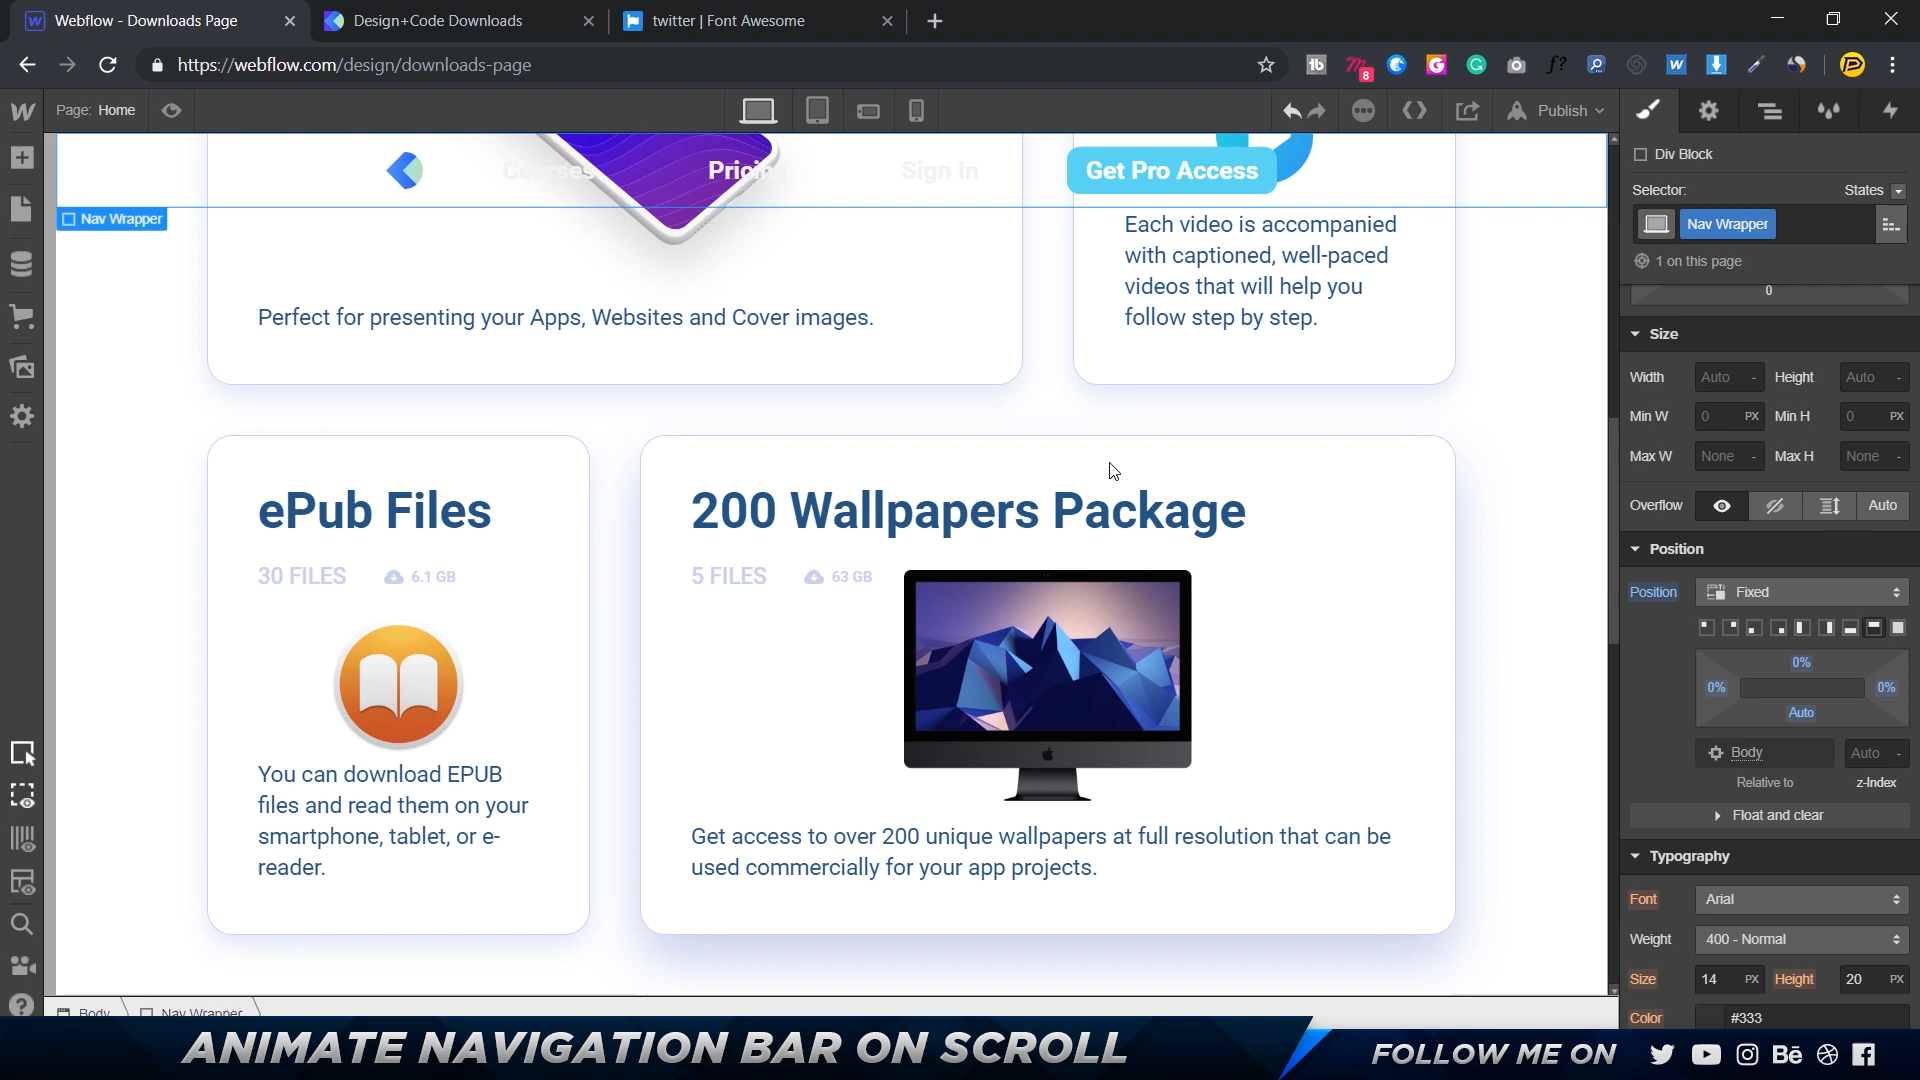 Webflow - Downloads Page
Design+Code Downloads
twitter | Font Awesome
https://webflow.com/design/downloads-page
8
Page: Home
Publish
Courses
Pricing
Sign In
Get Pro Access
Nav Wrapper
Each video is accompanied
with captioned, well-paced
videos that will help you
follow step by step.
Perfect for presenting your Apps, Websites and Cover images.
ePub Files
30 FILES
6.1 GB
You can download EPUB
files and read them on your
smartphone, tablet, or e-
reader.
200 Wallpapers Package
5 FILES
63 GB
Get access to over 200 unique wallpapers at full resolution that can be
used commercially for your app projects.
Body
Nav Wrapper
Div Block
Selector:
States
Nav Wrapper
1 on this page
0
Size
Width Auto - Height Auto -
Min W 0 PX Min H 0 PX
Max W None - Max H None -
Overflow Auto
Position
Position Fixed
0%
0% 0%
Auto
Body Auto -
Relative to z-Index
Float and clear
Typography
Font Arial
Weight 400 - Normal
Size 14 PX Height 20 PX
Color #333
ANIMATE NAVIGATION BAR ON SCROLL
FOLLOW ME ON
Bē